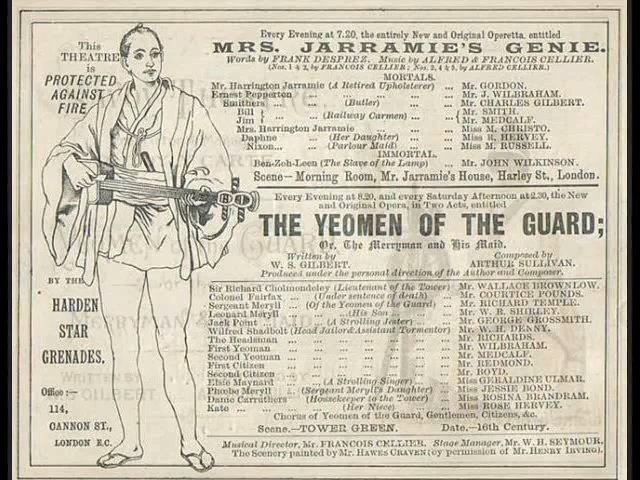 This
THEATRE
is
PROTECTED
AGAINST
FIRE
BY THE
HARDEN
STAR
GRENADES.
Office :—
114,
CANNON ST.,
LONDON E.C.
Every Evening at 7.20, the entirely New and Original Operetta, entitled
MRS. JARRAMIE'S GENIE.
Words by FRANK DESPREZ. Music by ALFRED & FRANCOIS CELLIER.
(Nos. 1 & 3, by FRANCOIS CELLIER; Nos. 2, 4 & 5, by ALFRED CELLIER.)
MORTALS.
Mr. Harrington Jarramie (A Retired Upholsterer) ... Mr. GORDON.
Ernest Pepperton ... ... ... ... Mr. J. WILBRAHAM.
Smithers ... ... (Butler) ... ... Mr. CHARLES GILBERT.
Bill } ... (Railway Carmen) ... { Mr. SMITH.
Jim } Mr. MEDCALF.
Mrs. Harrington Jarramie ... ... ... Miss M. CHRISTO.
Daphne ... (Her Daughter) ... ... Miss R. HERVEY.
Nixon... ... (Parlour Maid) ... ... Miss M. RUSSELL.
IMMORTAL.
Ben-Zoh-Leen (The Slave of the Lamp) ... Mr. JOHN WILKINSON.
Scene—Morning Room, Mr. Jarramie's House, Harley St., London.
Every Evening at 8.20, and every Saturday Afternoon at 2.30, the New
and Original Opera, in Two Acts, entitled
THE YEOMEN OF THE GUARD;
Or, The Merryman and His Maid.
Written by Composed by
W. S. GILBERT. ARTHUR SULLIVAN.
Produced under the personal direction of the Author and Composer.
Sir Richard Cholmondeley (Lieutenant of the Tower) Mr. WALLACE BROWNLOW.
Colonel Fairfax ... (Under sentence of death) ... Mr. COURTICE POUNDS.
Sergeant Meryll ... (Of the Yeomen of the Guard) ... Mr. RICHARD TEMPLE.
Leonard Meryll ... ... His Son ... ... Mr. W. R. SHIRLEY.
Jack Point ... (A Strolling Jester) ... Mr. GEORGE GROSSMITH.
Wilfred Shadbolt (Head Jailor & Assistant Tormentor) Mr. W. H. DENNY.
The Headsman ... ... ... ... Mr. RICHARDS.
First Yeoman ... ... ... ... Mr. WILBRAHAM.
Second Yeoman ... ... ... ... Mr. MEDCALF.
First Citizen ... ... ... ... Mr. REDMOND.
Second Citizen ... ... ... ... Mr. BOYD.
Elsie Maynard ... (A Strolling Singer) ... Miss GERALDINE ULMAR.
Phoebe Meryll ... (Sergeant Meryll's Daughter) Miss JESSIE BOND.
Dame Carruthers (Housekeeper to the Tower) Miss ROSINA BRANDRAM.
Kate ... ... (Her Niece) ... ... Miss ROSE HERVEY.
Chorus of Yeomen of the Guard, Gentlemen, Citizens, &c.
Scene.—TOWER GREEN. Date.—16th Century.
Musical Director, Mr. FRANCOIS CELLIER. Stage Manager, Mr. W. H. SEYMOUR.
The Scenery painted by Mr. HAWES CRAVEN (by permission of Mr. HENRY IRVING).